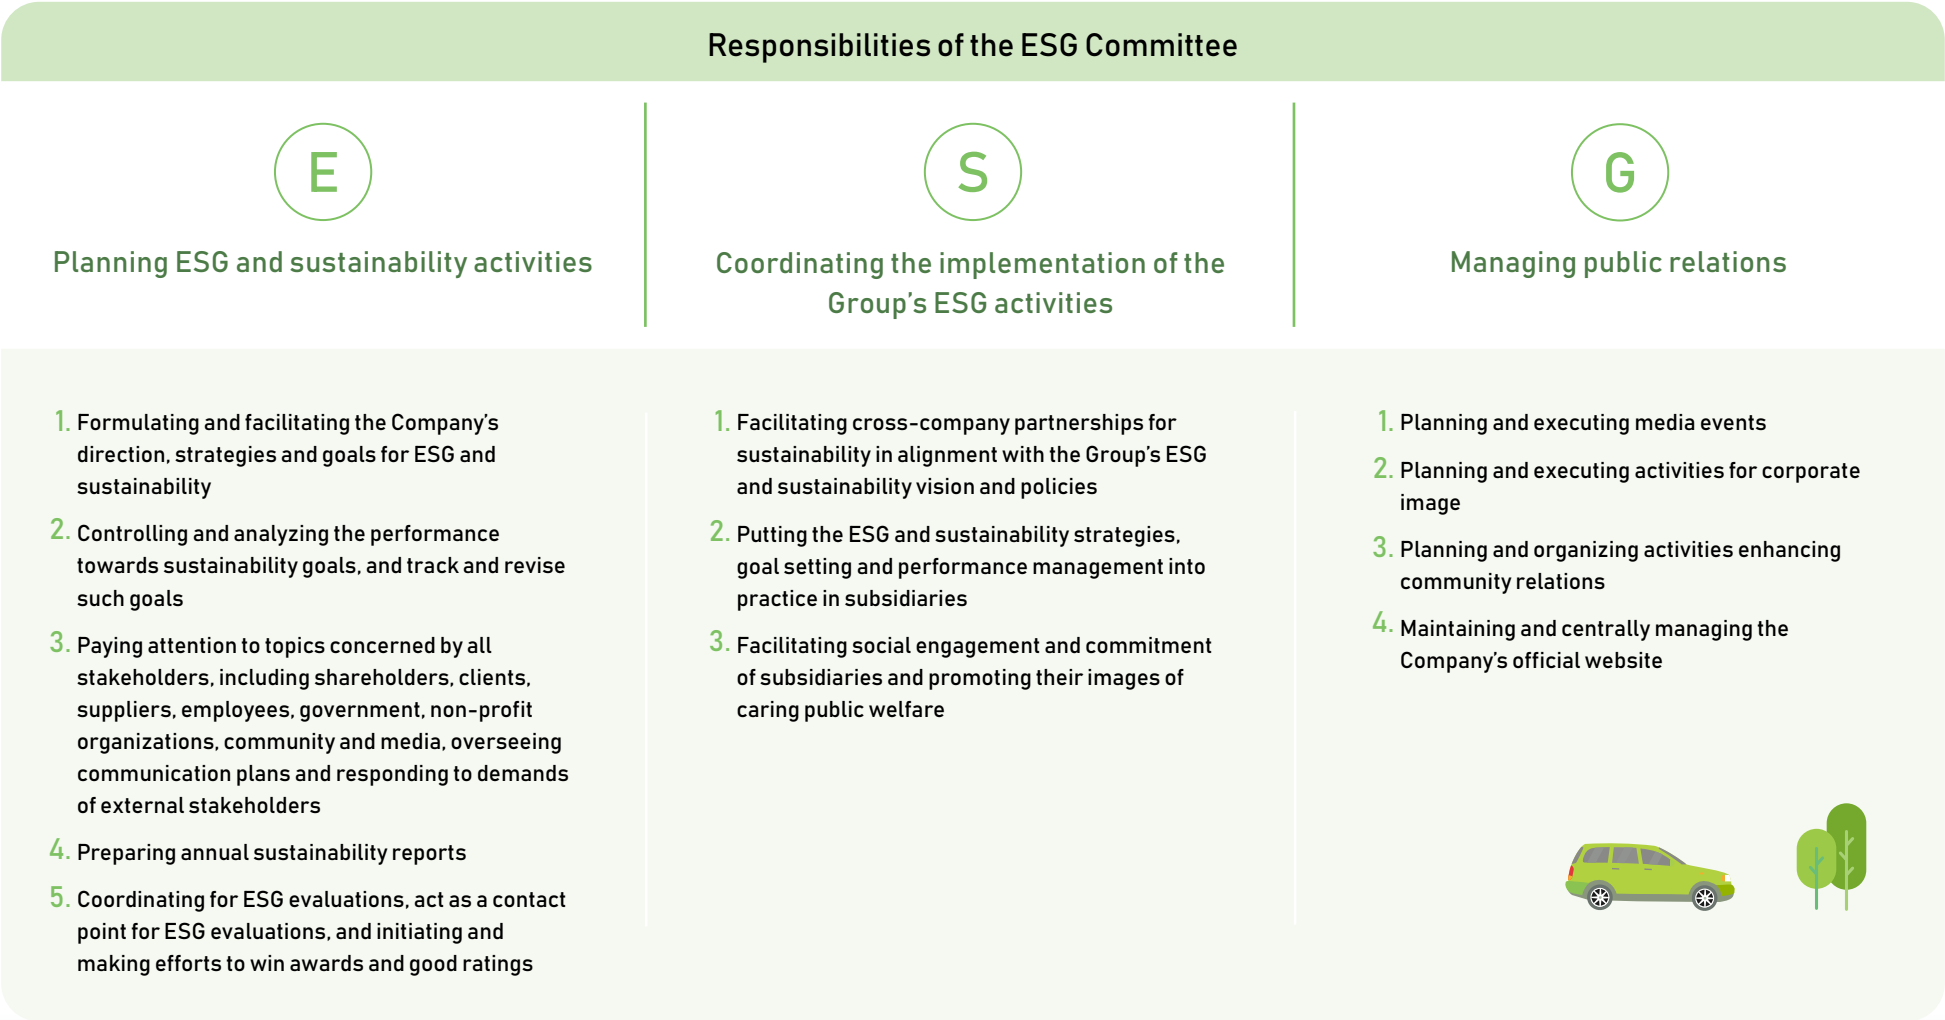 Responsibilities of the ESG Committee
E
Planning ESG and sustainability activities
1. Formulating and facilitating the Company's
direction, strategies and goals for ESG and
sustainability
2. Controlling and analyzing the performance
towards sustainability goals, and track and revise
such goals
3. Paying attention to topics concerned by all
stakeholders, including shareholders, clients,
suppliers, employees, government, non-profit
organizations, community and media, overseeing
communication plans and responding to demands
of external stakeholders
4. Preparing annual sustainability reports
5. Coordinating for ESG evaluations, act as a contact
point for ESG evaluations, and initiating and
making efforts to win awards and good ratings
S
Coordinating the implementation of the
Group's ESG activities
1. Facilitating cross-company partnerships for
sustainability in alignment with the Group's ESG
and sustainability vision and policies
2. Putting the ESG and sustainability strategies,
goal setting and performance management into
practice in subsidiaries
3. Facilitating social engagement and commitment
of subsidiaries and promoting their images of
caring public welfare
G
Managing public relations
1. Planning and executing media events
2. Planning and executing activities for corporate
image
3. Planning and organizing activities enhancing
community relations
4. Maintaining and centrally managing the
Company's official website